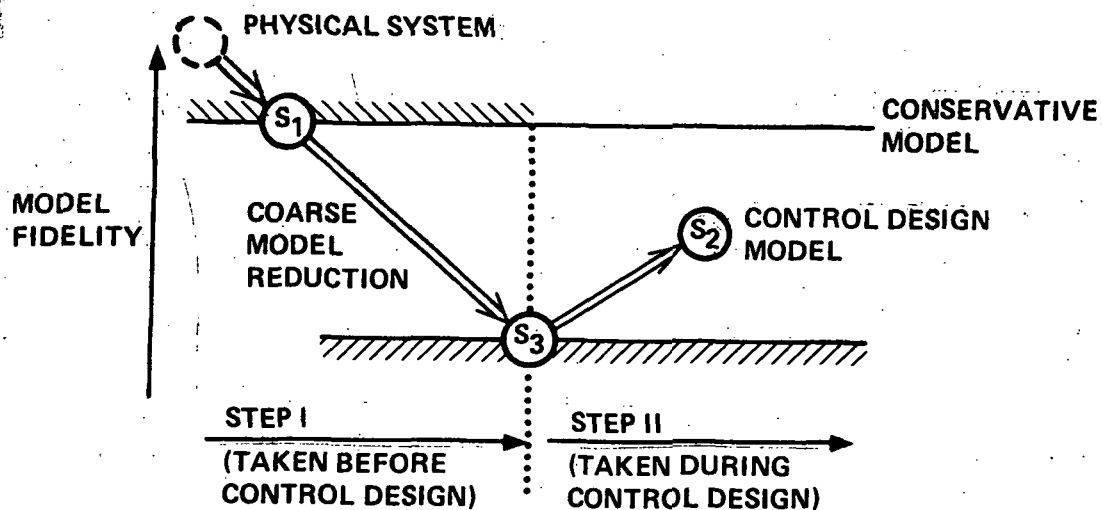 PHYSICAL SYSTEM
S1
CONSERVATIVE
MODEL
MODEL
FIDELITY
COARSE
MODEL
REDUCTION
S2
CONTROL DESIGN
MODEL
S3
STEP I
(TAKEN BEFORE
CONTROL DESIGN)
STEP II
(TAKEN DURING
CONTROL DESIGN)